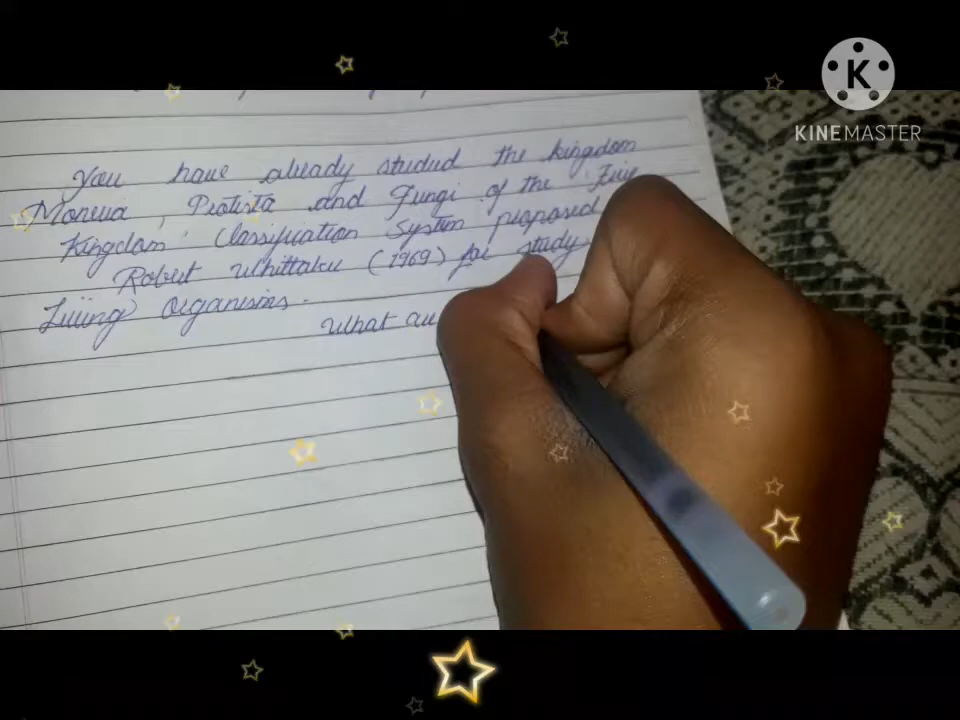 KINEMASTER
You have already studied the kingdom
Monera, Protista and Fungi of the
Kingdom Classification System proposed
Robert Whittaker (1969) for study
Living Organisms.
What